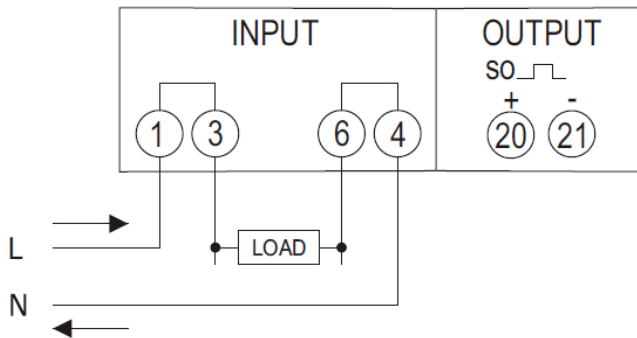 INPUT OUTPUT
SO
+ -
1 3 6 4 20 21
L LOAD
N